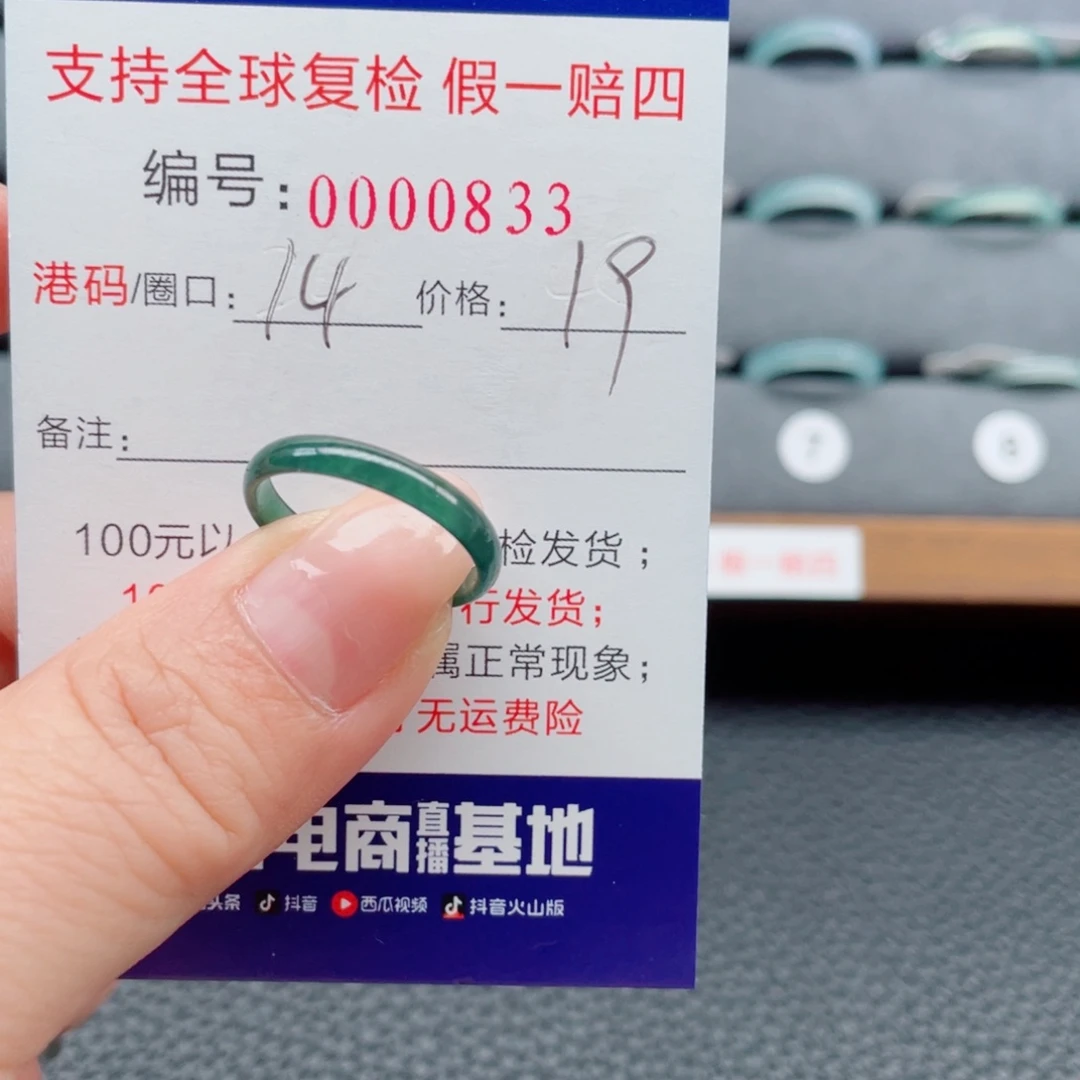 支持全球复检 假一赔四
编号:0000833
港码/圈口: 14 价格: 19
备注:
100元以 检发货;
行发货;
属正常现象;
无运费险
电商直播基地
头条 抖音 西瓜视频 抖音火山版